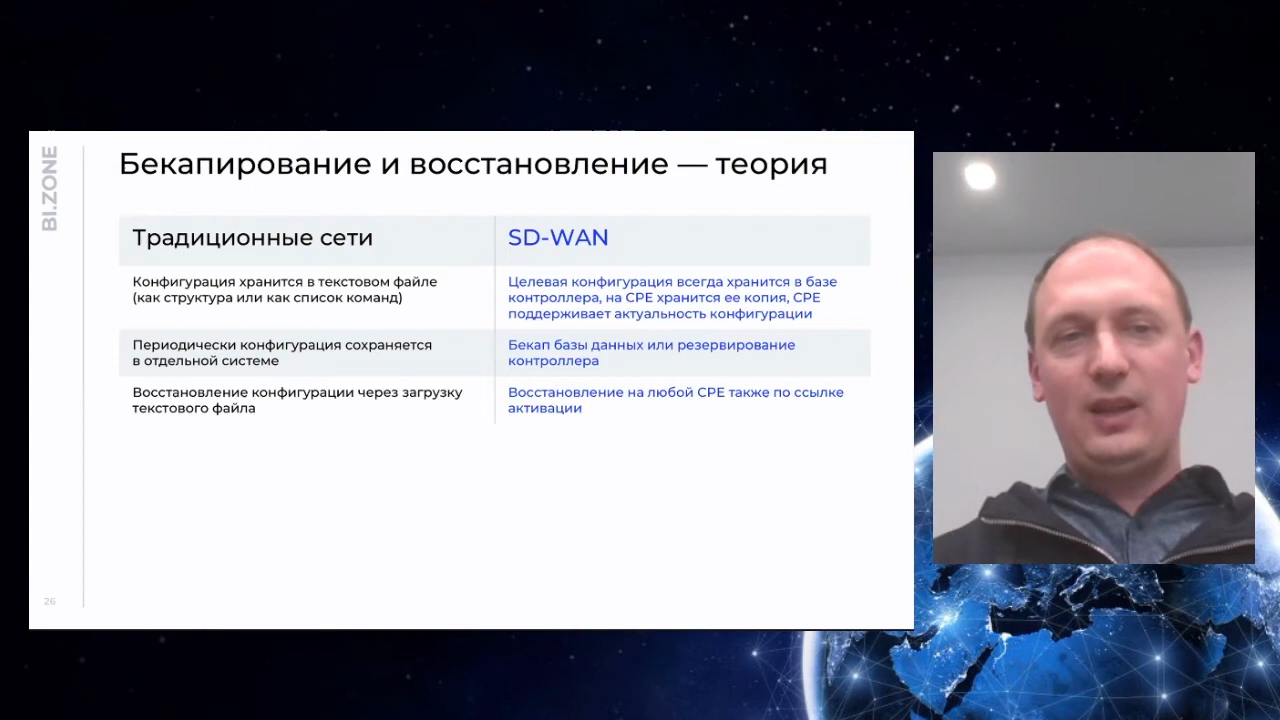 BI.ZONE
Бекапирование и восстановление — теория
Традиционные сети
SD-WAN
Конфигурация хранится в текстовом файле
(как структура или как список команд)
Целевая конфигурация всегда хранится в базе
контроллера, на CPE хранится ее копия, CPE
поддерживает актуальность конфигурации
Периодически конфигурация сохраняется
в отдельной системе
Бекап базы данных или резервирование
контроллера
Восстановление конфигурации через загрузку
текстового файла
Восстановление на любой CPE также по ссылке
активации
26